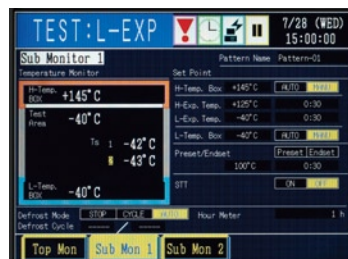 TEST:L-EXP
7/28 (WED)
15:00:00
Sub Monitor 1
Pattern Name Pattern-01
Temperature Monitor
Set Point
H-Temp. BOX +145°C
H-Temp. Box +145°C AUTO MANU
Test Area -40°C
H-Exp. Temp. +145°C 0:30
L-Exp. Temp. -40°C 0:30
Ts 1 -42°C
-43°C
L-Temp. Box -40°C AUTO MANU
Preset/Endset Preset Endset
100°C 0:30
L-Temp. BOX -40°C
STT ON OFF
Defrost Mode STOP CYCLE AUTO Hour Meter 1 h
Defrost Cycle ----- / -----
Top Mon Sub Mon 1 Sub Mon 2